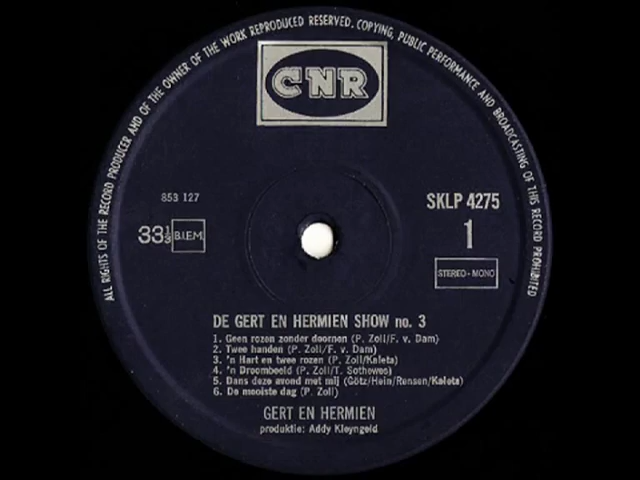 ALL RIGHTS OF THE RECORD PRODUCER AND OF THE OWNER OF THE WORK REPRODUCED RESERVED. COPYING, PUBLIC PERFORMANCE AND BROADCASTING OF THIS RECORD PROHIBITED
CNR
853 127
SKLP 4275
33⅓ B.I.E.M.
1
STEREO - MONO
DE GERT EN HERMIEN SHOW no. 3
1. Geen rozen zonder doornen (P. Zoll/F. v. Dam)
2. Twee handen (P. Zoll/F. v. Dam)
3. 'n Hart en twee rozen (P. Zoll/Kaleta)
4. 'n Droombeeld (P. Zoll/T. Sothewes)
5. Dans deze avond met mij (Götz/Hein/Rensen/Kaleta)
6. De mooiste dag (P. Zoll)
GERT EN HERMIEN
produktie: Addy Kleyngeld